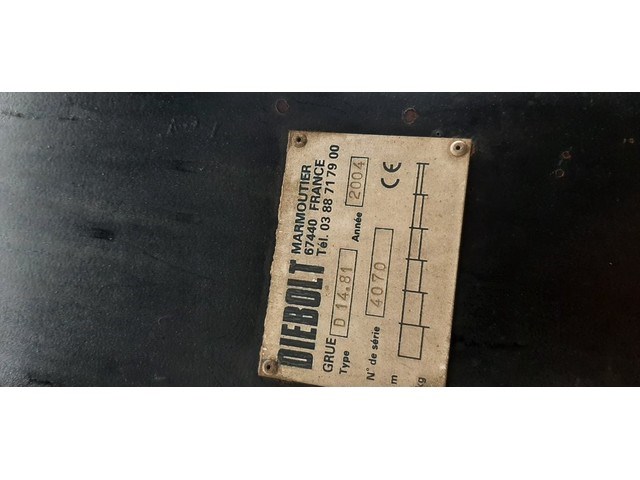 DIEBOLT
MARMOUTIER
67440 FRANCE
Tél. 03 88 71 79 00
GRUE
Type D 14.81 Année 2004
N° de série 4070 CE
m
kg